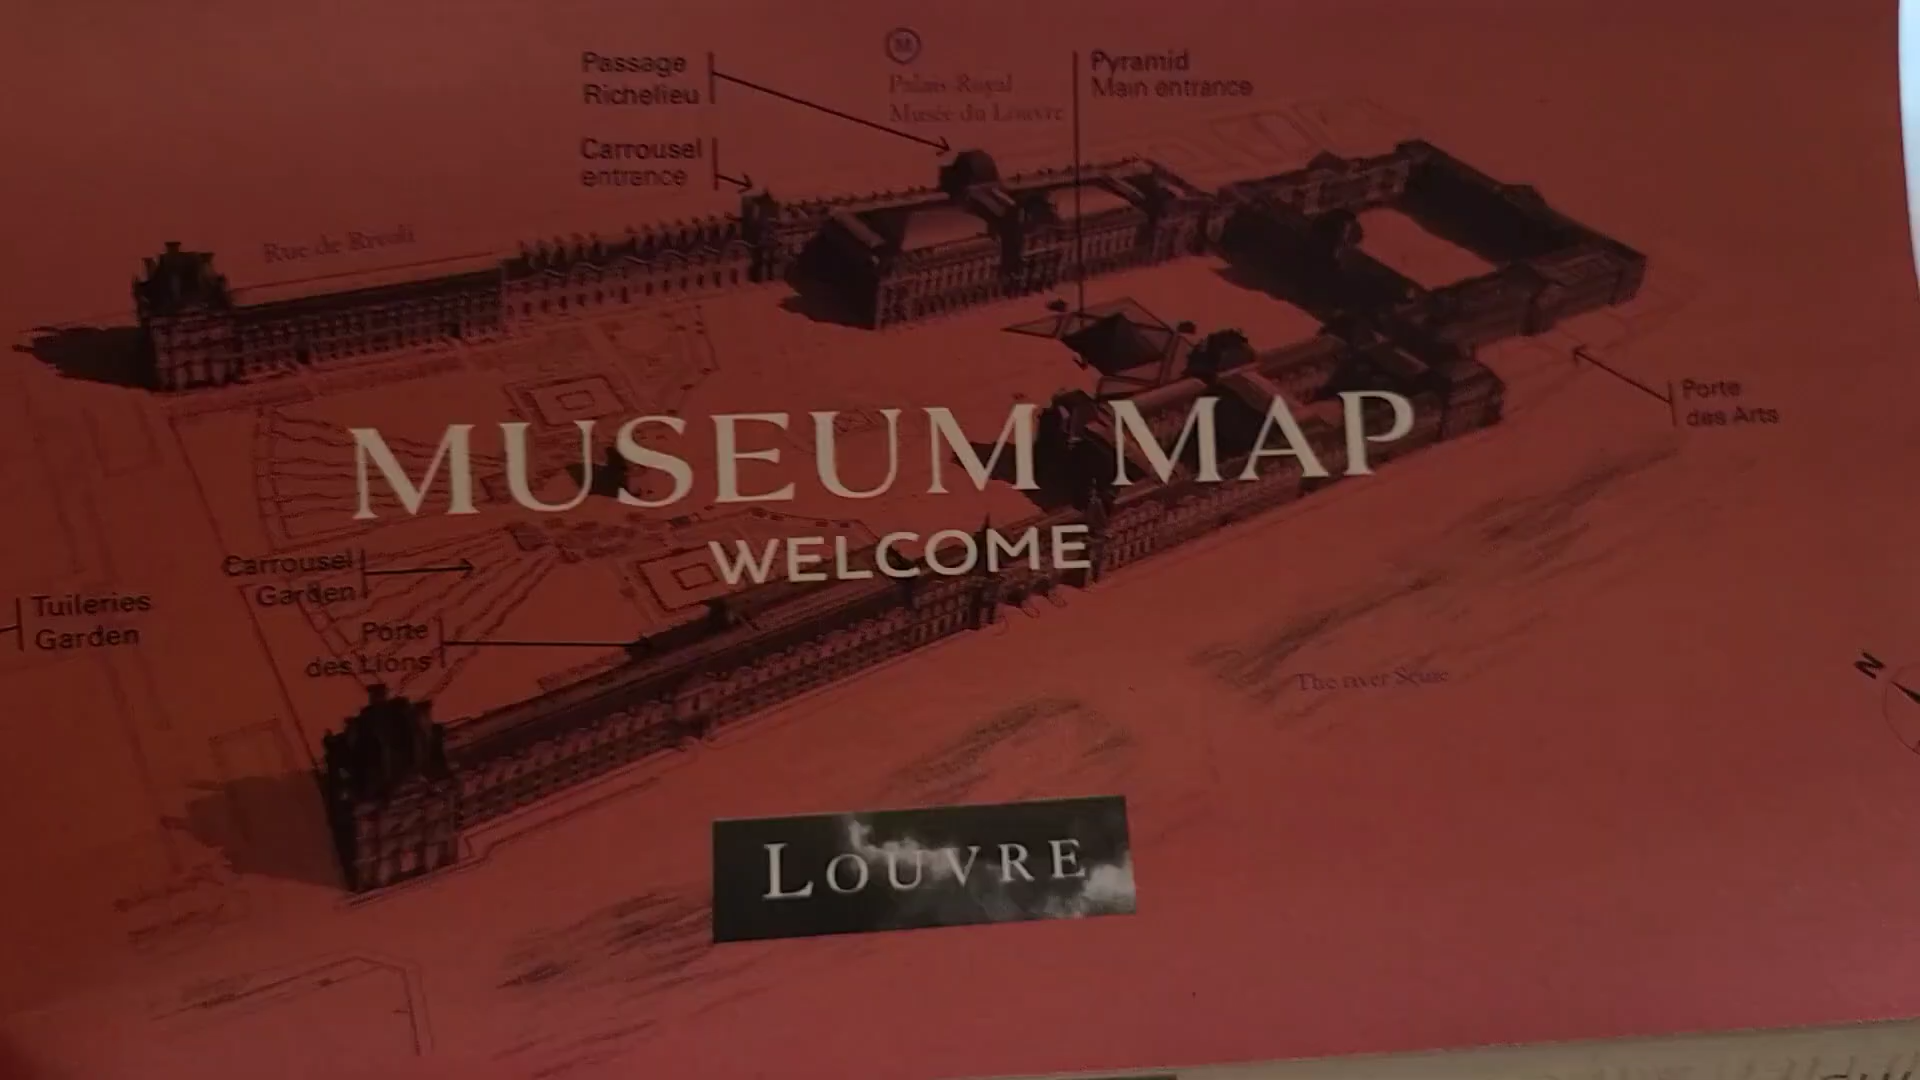 Passage
Richelieu
M
Palais Royal
Musée du Louvre
Pyramid
Main entrance
Carrousel
entrance
Rue de Rivoli
Porte
des Arts
MUSEUM MAP
WELCOME
Carrousel
Garden
Tuileries
Garden
Porte
des Lions
The river Seine
N
LOUVRE